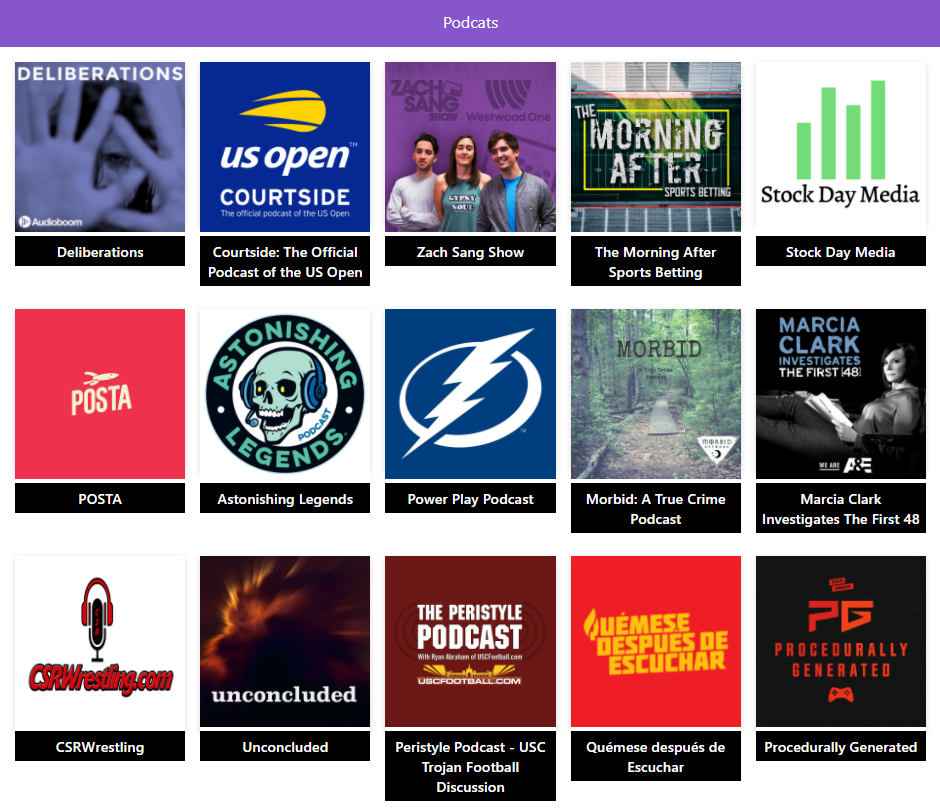 Podcats
DELIBERATIONS
Audioboom
Deliberations
us open™
COURTSIDE
The official podcast of the US Open
Courtside: The Official
Podcast of the US Open
ZACH
SANG
SHOW
Westwood One
GYPSY
SOUL
Zach Sang Show
THE
MORNING
AFTER
SPORTS BETTING
The Morning After
Sports Betting
Stock Day Media
Stock Day Media
POSTA
POSTA
ASTONISHING
LEGENDS
PODCAST
Astonishing Legends
TM
Power Play Podcast
MORBID
A True Crime
Podcast
MORBID
NETWORK
Morbid: A True Crime
Podcast
MARCIA
CLARK
INVESTIGATES
THE FIRST [48]
WE ARE A&E
Marcia Clark
Investigates The First 48
CSR
CSRWrestling.com
CSRWrestling
unconcluded
Unconcluded
THE PERISTYLE
PODCAST
With Ryan Abraham of USCFootball.com
USCFOOTBALL.COM
Peristyle Podcast - USC
Trojan Football
Discussion
QUÉMESE
DESPUÉS DE
ESCUCHAR
Quémese después de
Escuchar
PG
PROCEDURALLY
GENERATED
Procedurally Generated